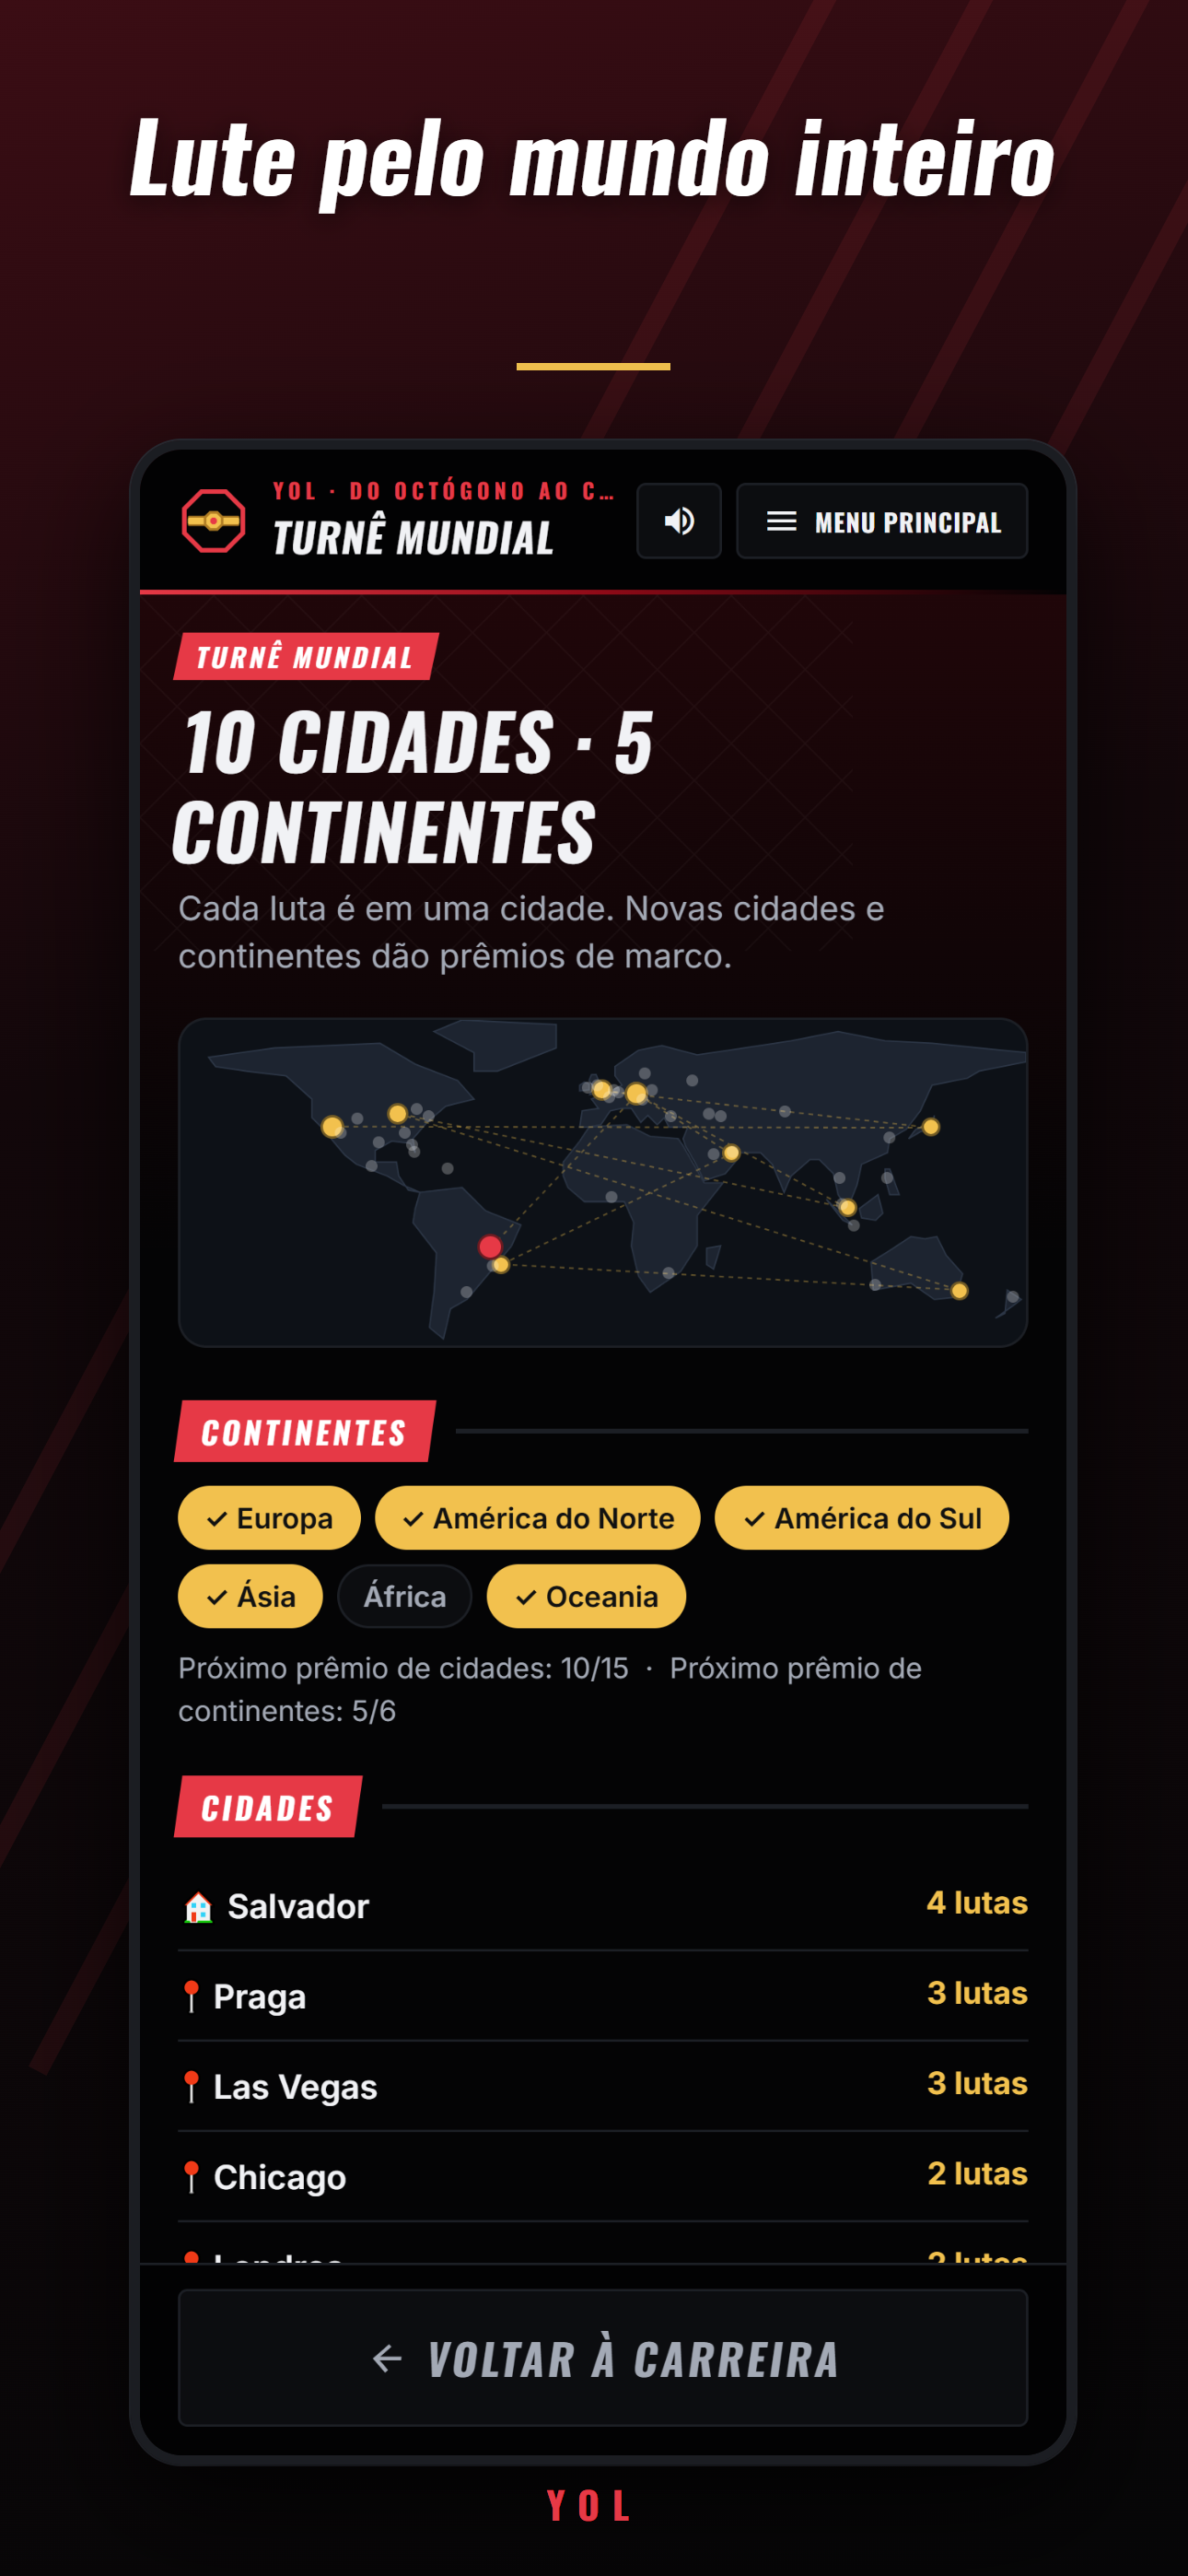 Lute pelo mundo inteiro
YOL · DO OCTÓGONO AO C...
TURNÊ MUNDIAL
MENU PRINCIPAL
TURNÊ MUNDIAL
10 CIDADES · 5
CONTINENTES
Cada luta é em uma cidade. Novas cidades e
continentes dão prêmios de marco.
CONTINENTES
✓ Europa ✓ América do Norte ✓ América do Sul
✓ Ásia África ✓ Oceania
Próximo prêmio de cidades: 10/15 · Próximo prêmio de
continentes: 5/6
CIDADES
Salvador 4 lutas
Praga 3 lutas
Las Vegas 3 lutas
Chicago 2 lutas
← VOLTAR À CARREIRA
YOL